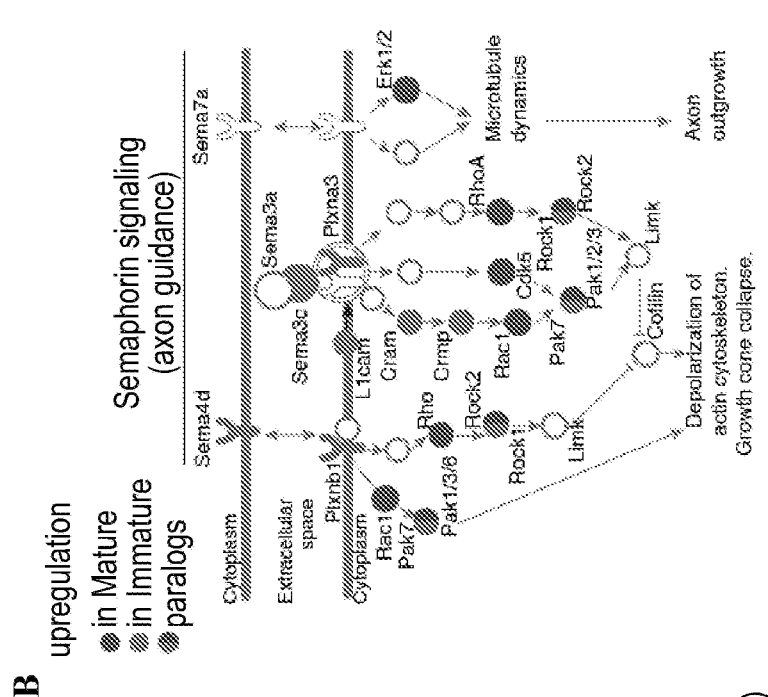 B
upregulation
in Mature
in Immature
paralogs
Semaphorin signaling
(axon guidance)
Sema4d
Sema7a
Cytoplasm
Extracellular
space
Sema3a
Sema3c
Plxnb1
Plxna3
Cytoplasm
L1cam
Erk1/2
Rac1
Pak7
Pak1/3/6
Rho
Rock2
Rock1
Limk
Cram
Crmp
Rac1
Pak7
Cdk5
Pak1/2/3
RhoA
Rock1
Rock2
Limk
Cofilin
Microtubule
dynamics
Depolarization of
actin cytoskeleton.
Growth cone collapse.
Axon
outgrowth